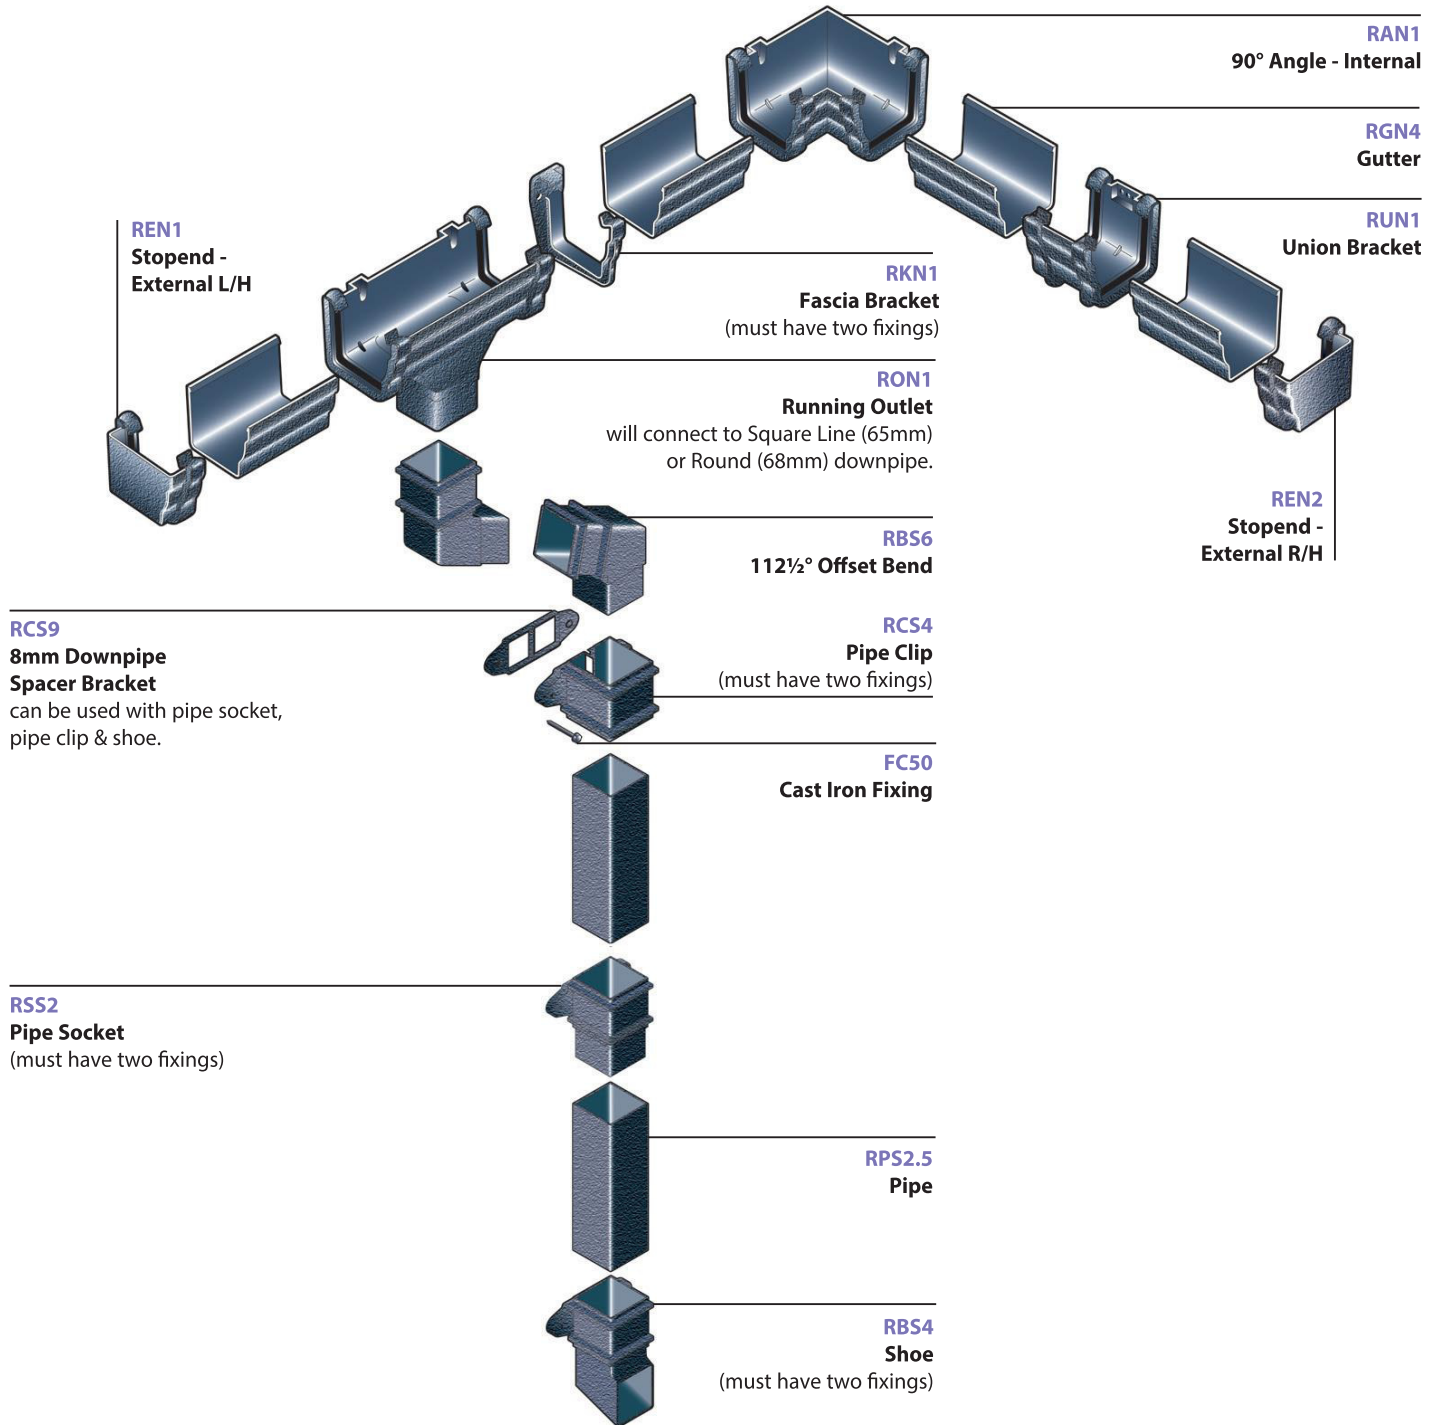 RAN1
90° Angle - Internal
RGN4
Gutter
RUN1
Union Bracket
REN1
Stopend -
External L/H
RKN1
Fascia Bracket
(must have two fixings)
RON1
Running Outlet
will connect to Square Line (65mm)
or Round (68mm) downpipe.
REN2
Stopend -
External R/H
RBS6
112½° Offset Bend
RCS9
8mm Downpipe
Spacer Bracket
can be used with pipe socket,
pipe clip & shoe.
RCS4
Pipe Clip
(must have two fixings)
FC50
Cast Iron Fixing
RSS2
Pipe Socket
(must have two fixings)
RPS2.5
Pipe
RBS4
Shoe
(must have two fixings)